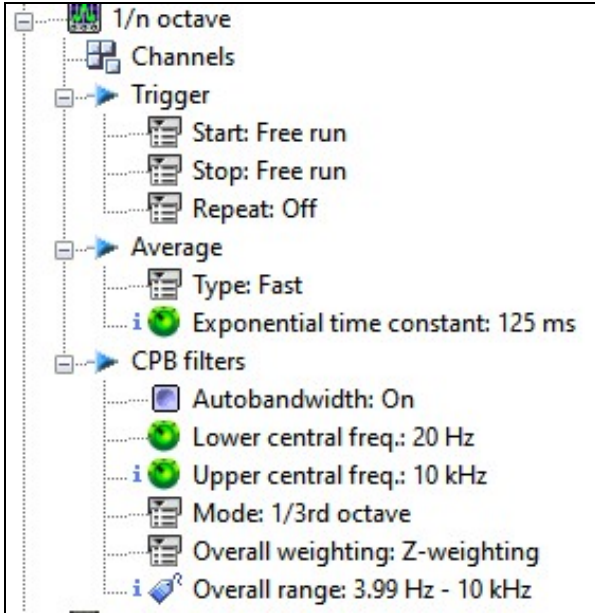 1/n octave
Channels
Trigger
Start: Free run
Stop: Free run
Repeat: Off
Average
Type: Fast
i Exponential time constant: 125 ms
CPB filters
Autobandwidth: On
Lower central freq.: 20 Hz
i Upper central freq.: 10 kHz
Mode: 1/3rd octave
Overall weighting: Z-weighting
i Overall range: 3.99 Hz - 10 kHz